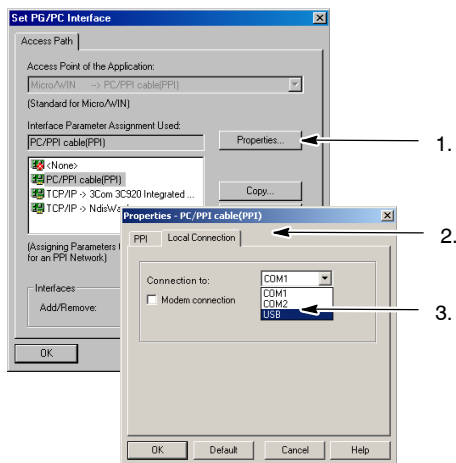 Set PG/PC Interface
Access Path
Access Point of the Application:
Micro/WIN -> PC/PPI cable(PPI)
(Standard for Micro/WIN)
Interface Parameter Assignment Used:
PC/PPI cable(PPI)
Properties...
1.
<None>
PC/PPI cable(PPI)
TCP/IP -> 3Com 3C920 Integrated ...
TCP/IP -> NdisWa
Copy...
(Assigning Parameters
for an PPI Network)
Interfaces
Add/Remove:
OK
Properties - PC/PPI cable(PPI)
PPI
Local Connection
2.
Connection to:
COM1
Modem connection
COM1
COM2
USB
3.
OK
Default
Cancel
Help